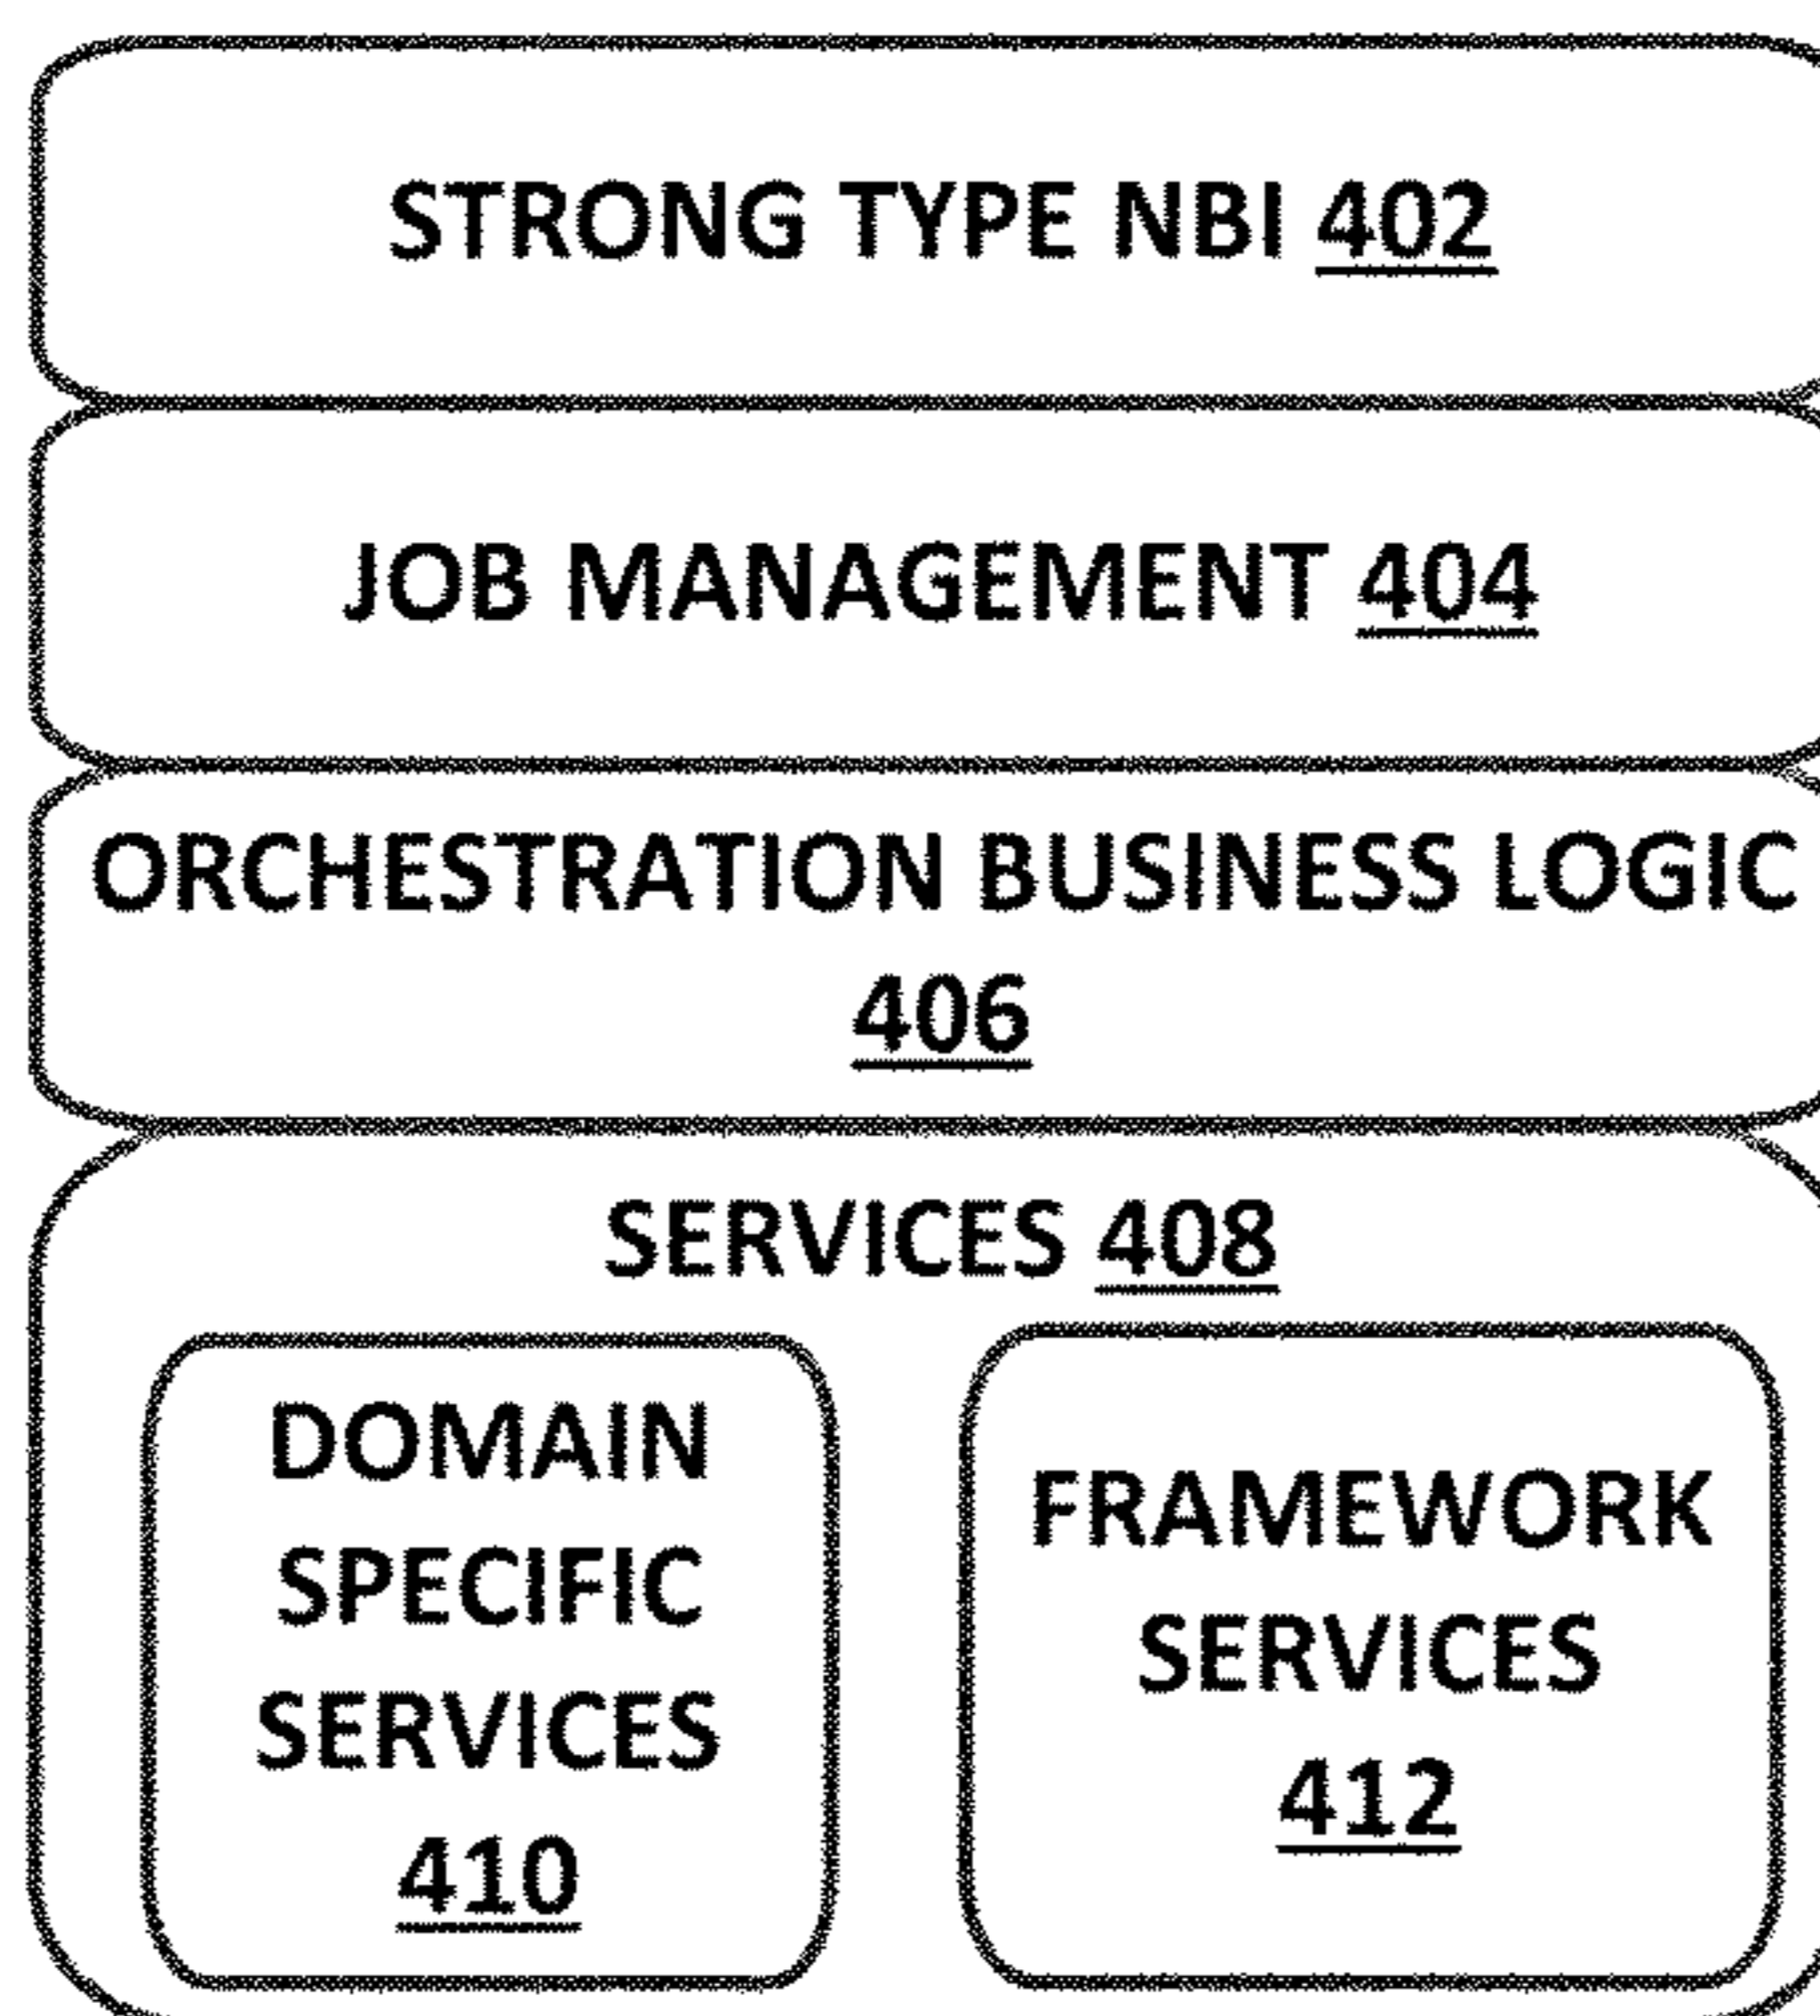 STRONG TYPE NBI 402
JOB MANAGEMENT 404
ORCHESTRATION BUSINESS LOGIC
406
SERVICES 408
DOMAIN
SPECIFIC
SERVICES
410
FRAMEWORK
SERVICES
412